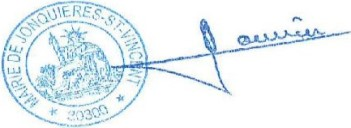 MAIRIE DE JONQUIERES-ST-VINCENT
* 30300 *